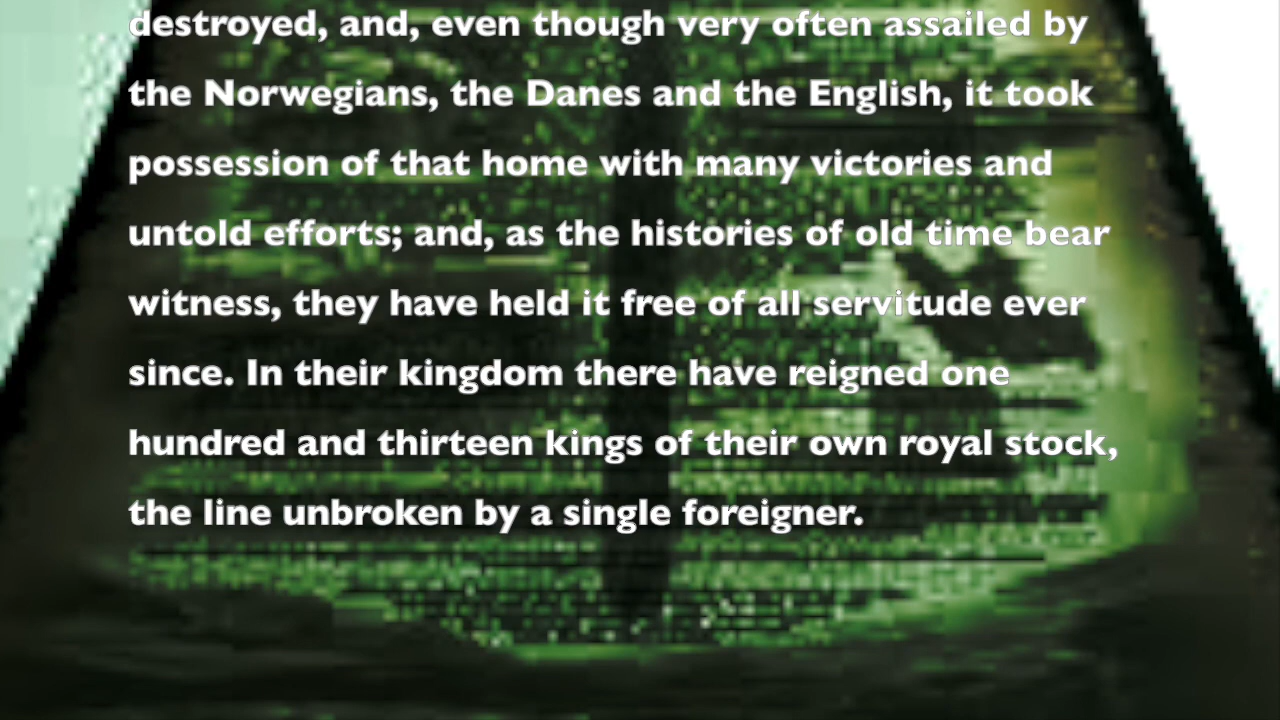 destroyed, and, even though very often assailed by
the Norwegians, the Danes and the English, it took
possession of that home with many victories and
untold efforts; and, as the histories of old time bear
witness, they have held it free of all servitude ever
since. In their kingdom there have reigned one
hundred and thirteen kings of their own royal stock,
the line unbroken by a single foreigner.